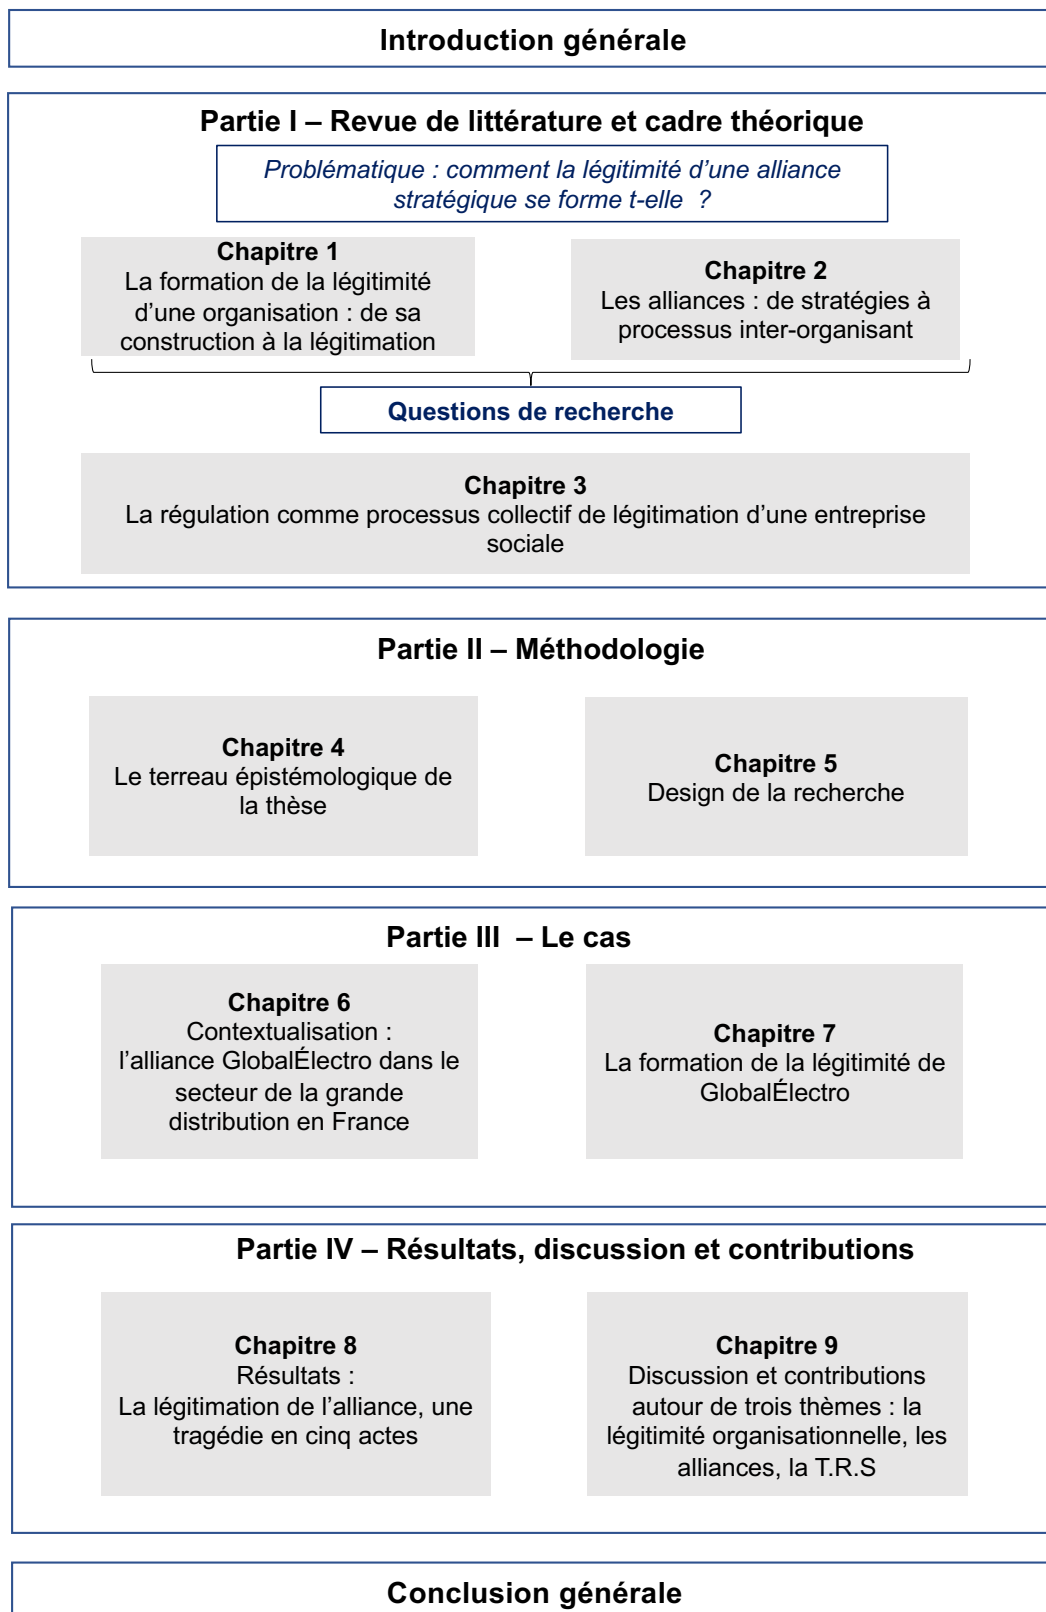 Introduction générale
Partie I – Revue de littérature et cadre théorique
Problématique : comment la légitimité d'une alliance
stratégique se forme t-elle ?
Chapitre 1
La formation de la légitimité
d'une organisation : de sa
construction à la légitimation
Chapitre 2
Les alliances : de stratégies à
processus inter-organisant
Questions de recherche
Chapitre 3
La régulation comme processus collectif de légitimation d'une entreprise
sociale
Partie II – Méthodologie
Chapitre 4
Le terreau épistémologique de
la thèse
Chapitre 5
Design de la recherche
Partie III – Le cas
Chapitre 6
Contextualisation :
l'alliance GlobalÉlectro dans le
secteur de la grande
distribution en France
Chapitre 7
La formation de la légitimité de
GlobalÉlectro
Partie IV – Résultats, discussion et contributions
Chapitre 8
Résultats :
La légitimation de l'alliance, une
tragédie en cinq actes
Chapitre 9
Discussion et contributions
autour de trois thèmes : la
légitimité organisationnelle, les
alliances, la T.R.S
Conclusion générale